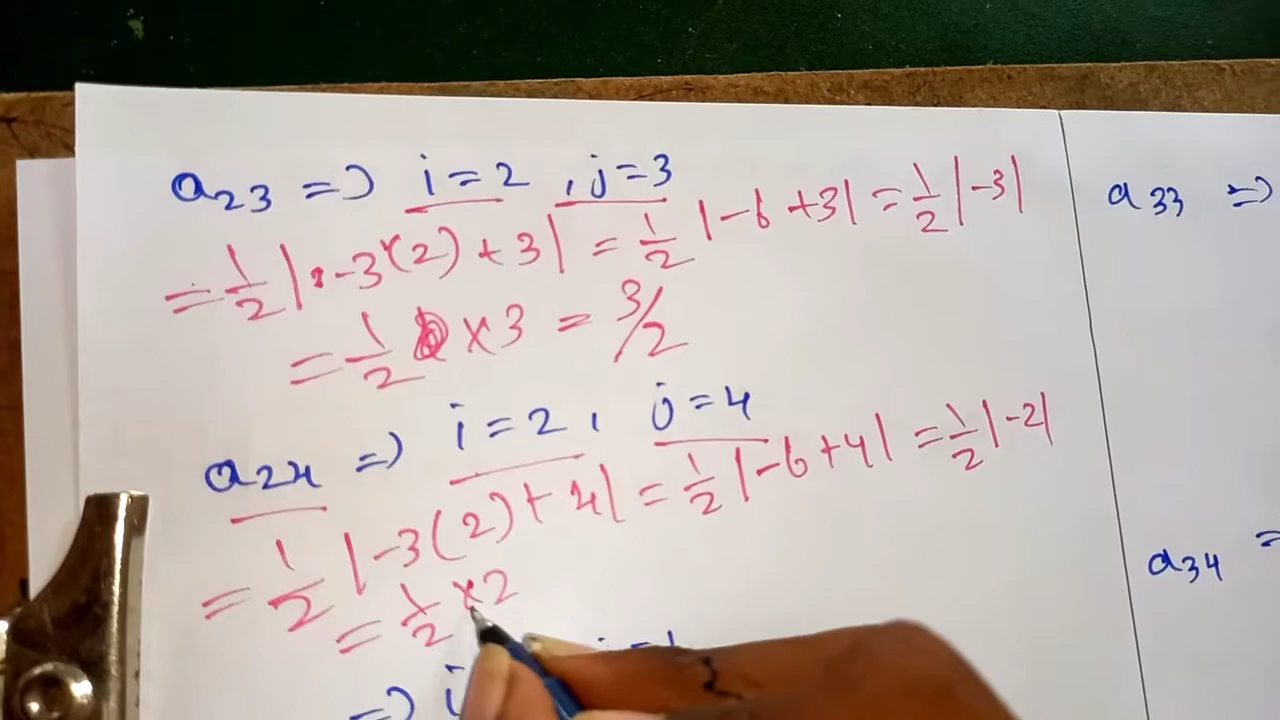 a23 => i=2 , j=3
= 1/2 |-3(2) + 3| = 1/2 |-6 +3| = 1/2 |-3|
= 1/2 × 3 = 3/2
a24 => i=2 , j=4
= 1/2 |-3(2) + 4| = 1/2 |-6 +4| = 1/2 |-2|
= 1/2 ×2
=> i
a33 =>
a34 =